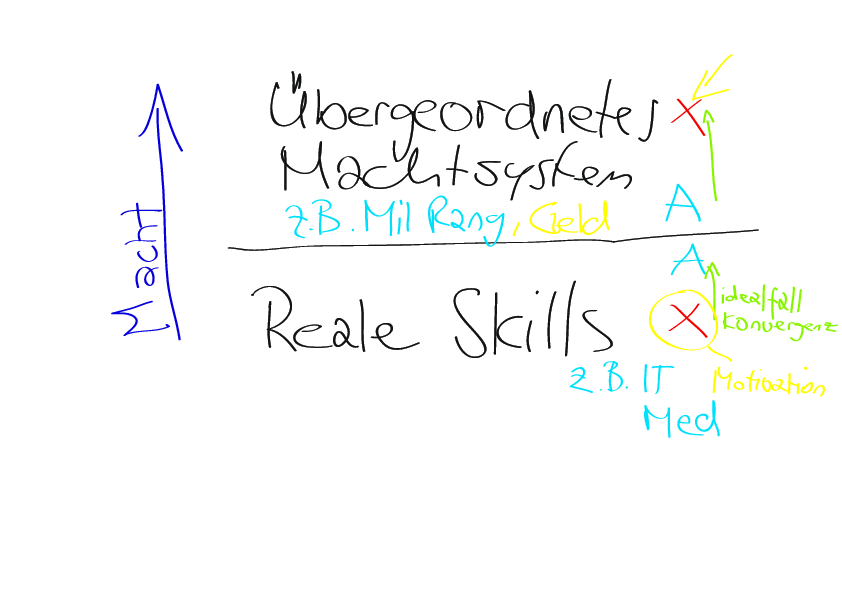 Übergeordnetes X
Machtsystem
z.B. Mil Rang, Geld A
Macht
A
Reale Skills X
idealfall
Konvergenz
z.B. IT Motivation
Med